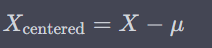 X_centered = X − μ